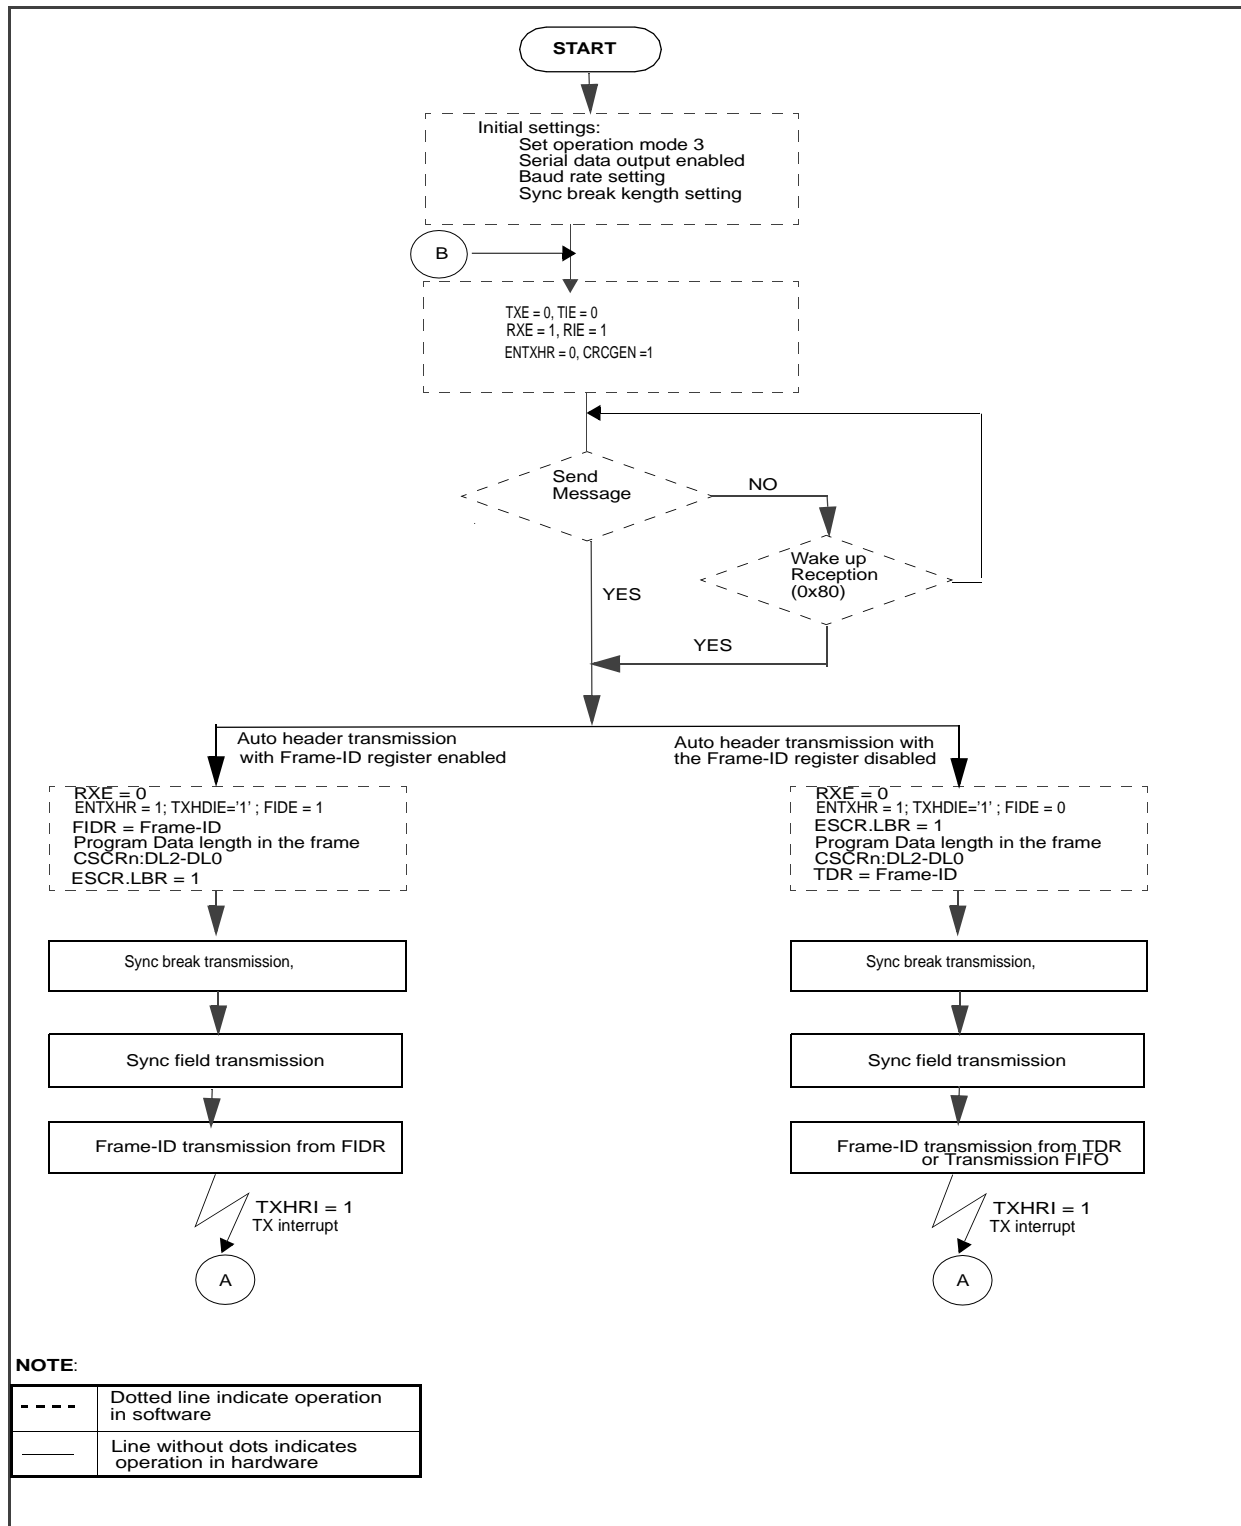 START
Initial settings:
Set operation mode 3
Serial data output enabled
Baud rate setting
Sync break kength setting
B
TXE = 0, TIE = 0
RXE = 1, RIE = 1
ENTXHR = 0, CRCGEN =1
Send
Message
NO
Wake up
Reception
(0x80)
YES
YES
Auto header transmission
with Frame-ID register enabled
Auto header transmission with
the Frame-ID register disabled
RXE = 0
ENTXHR = 1; TXHDIE='1' ; FIDE = 1
FIDR = Frame-ID
Program Data length in the frame
CSCRn:DL2-DL0
ESCR.LBR = 1
RXE = 0
ENTXHR = 1; TXHDIE='1' ; FIDE = 0
ESCR.LBR = 1
Program Data length in the frame
CSCRn:DL2-DL0
TDR = Frame-ID
Sync break transmission,
Sync break transmission,
Sync field transmission
Sync field transmission
Frame-ID transmission from FIDR
Frame-ID transmission from TDR
or Transmission FIFO
TXHRI = 1
TX interrupt
TXHRI = 1
TX interrupt
A
A
NOTE:
Dotted line indicate operation
in software
Line without dots indicates
operation in hardware